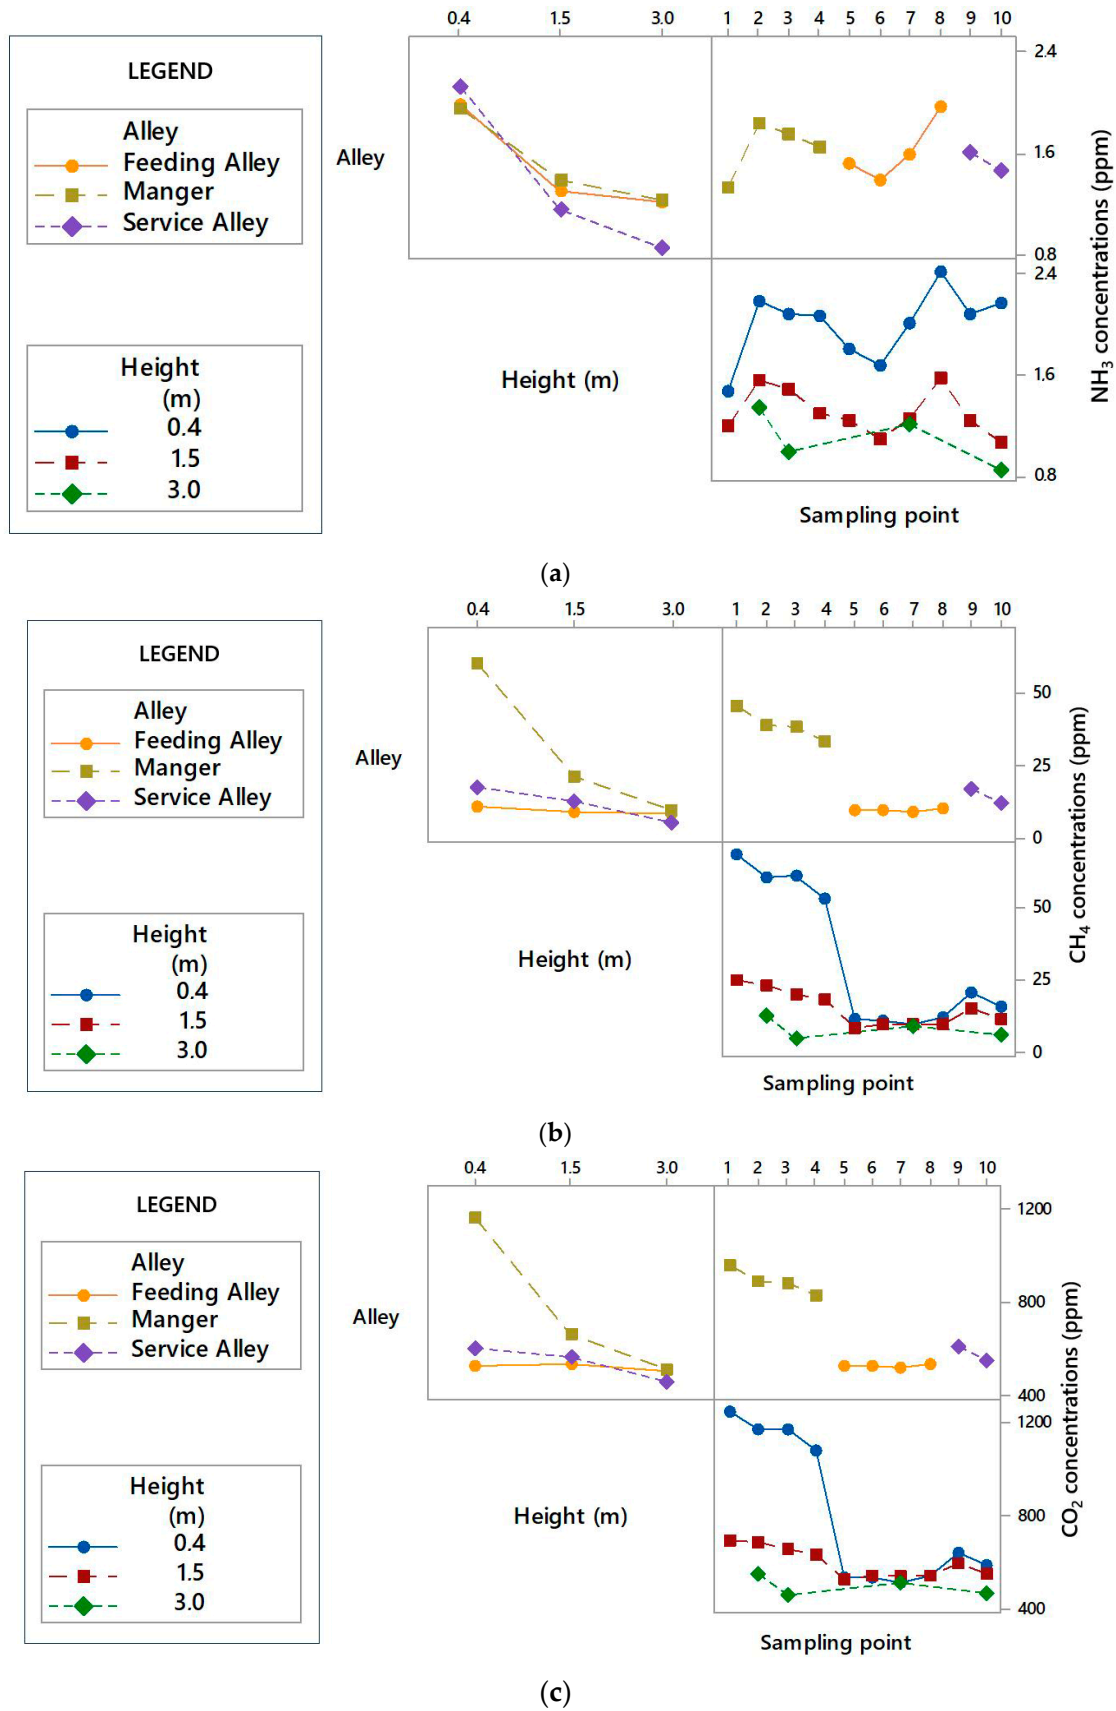 0.4 1.5 3.0 1 2 3 4 5 6 7 8 9 10
LEGEND
Alley
Feeding Alley
Manger
Service Alley
Alley
2.4
1.6
0.8
2.4
1.6
0.8
NH3 concentrations (ppm)
Height
(m)
0.4
1.5
3.0
Height (m)
Sampling point
(a)
0.4 1.5 3.0 1 2 3 4 5 6 7 8 9 10
LEGEND
Alley
Feeding Alley
Manger
Service Alley
Alley
50
25
0
50
25
0
CH4 concentrations (ppm)
Height
(m)
0.4
1.5
3.0
Height (m)
Sampling point
(b)
0.4 1.5 3.0 1 2 3 4 5 6 7 8 9 10
LEGEND
Alley
Feeding Alley
Manger
Service Alley
Alley
1200
800
400
1200
800
400
CO2 concentrations (ppm)
Height
(m)
0.4
1.5
3.0
Height (m)
Sampling point
(c)